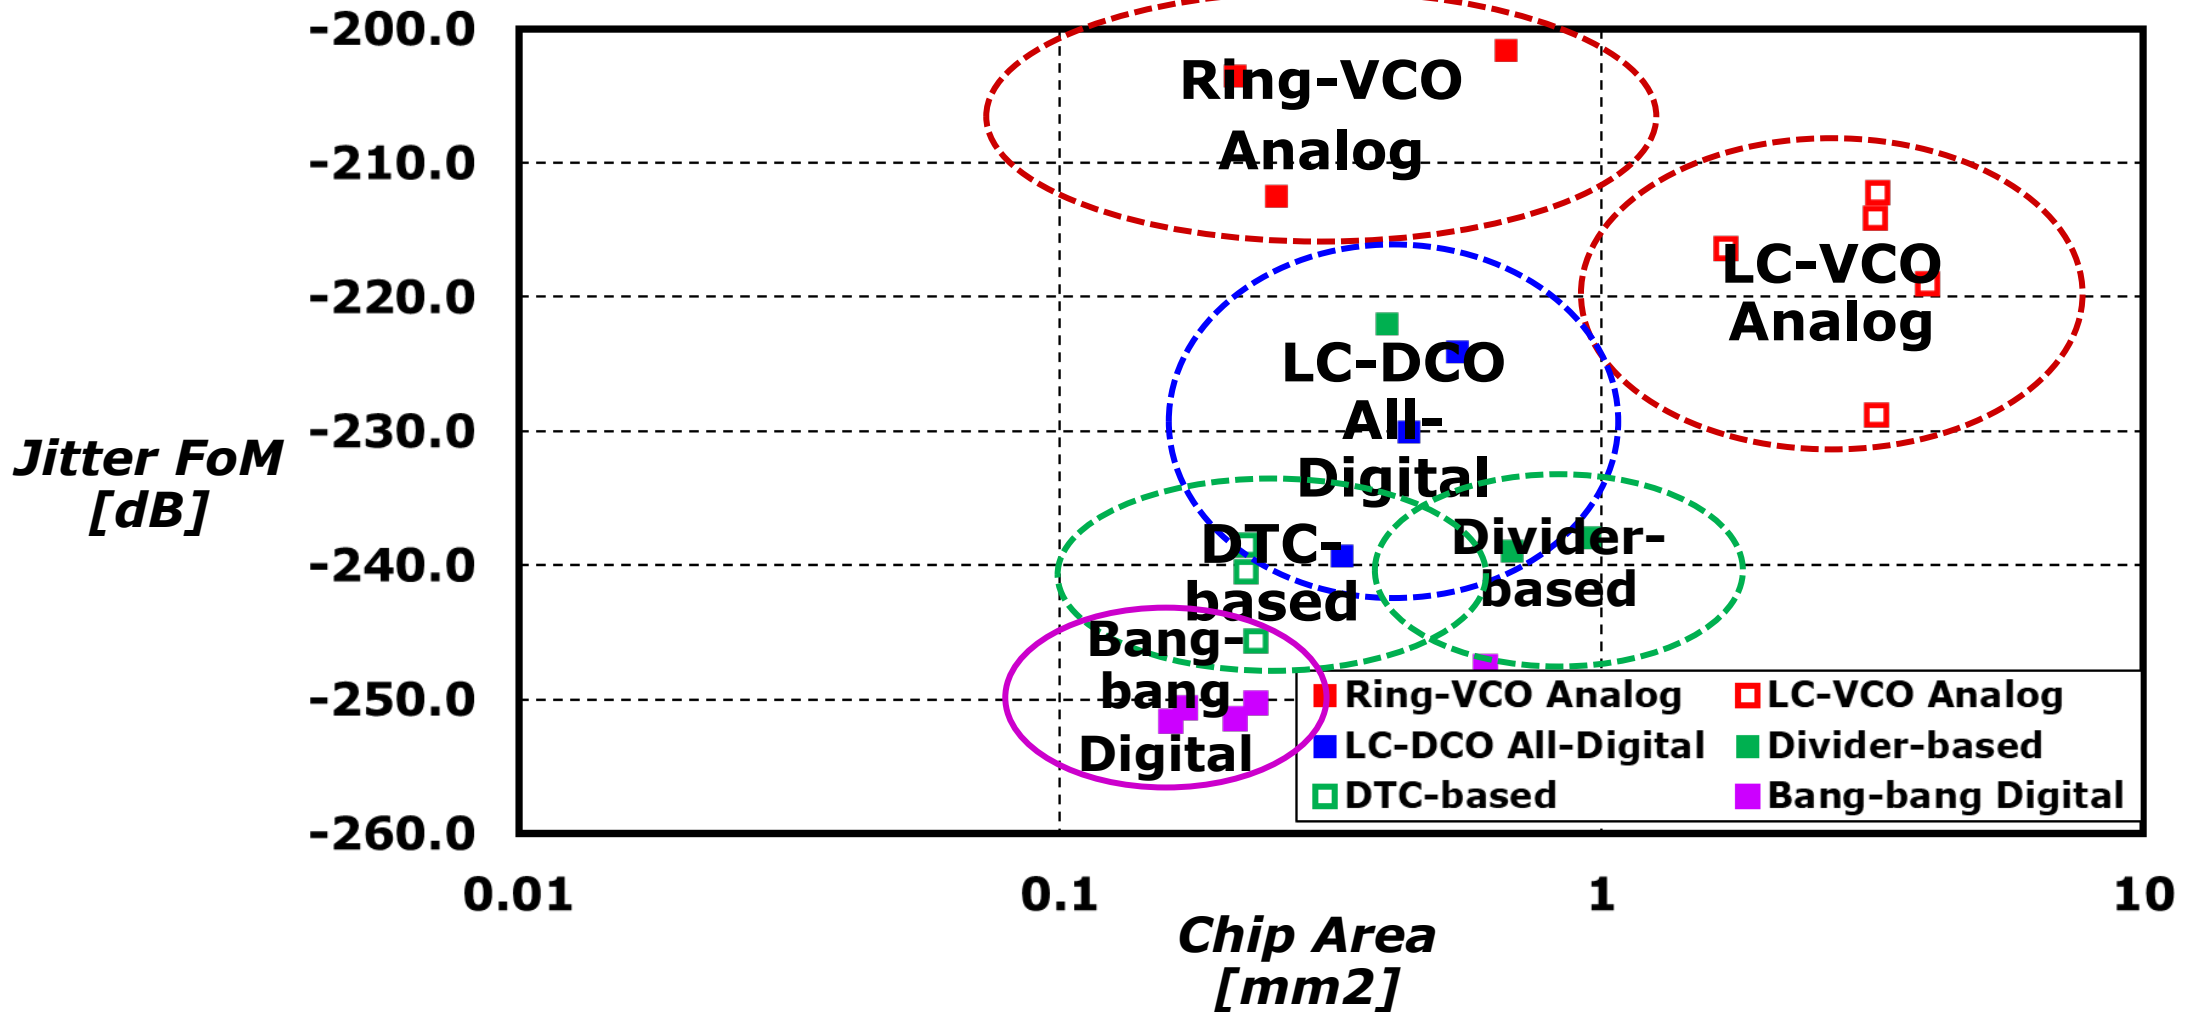 -200.0
-210.0
-220.0
-230.0
-240.0
-250.0
-260.0
Jitter FoM
[dB]
Ring-VCO
Analog
LC-VCO
Analog
LC-DCO
All-
Digital
DTC-
based
Divider-
based
Bang-
bang
Digital
Ring-VCO Analog
LC-VCO Analog
LC-DCO All-Digital
Divider-based
DTC-based
Bang-bang Digital
0.01
0.1
1
10
Chip Area
[mm2]